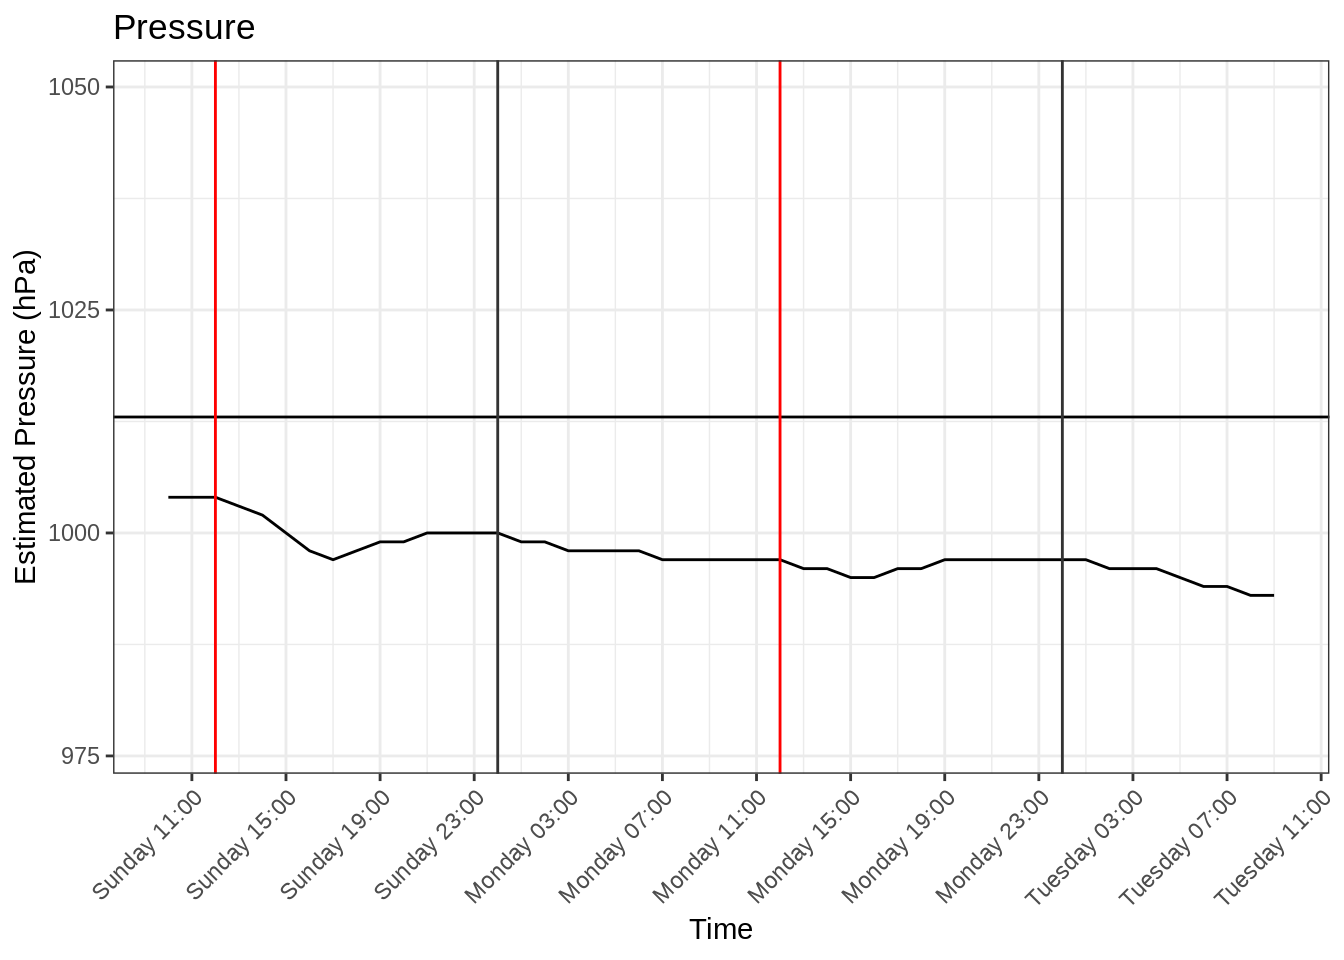 Pressure
Estimated Pressure (hPa)
1050
1025
1000
975
Sunday 11:00
Sunday 15:00
Sunday 19:00
Sunday 23:00
Monday 03:00
Monday 07:00
Monday 11:00
Monday 15:00
Monday 19:00
Monday 23:00
Tuesday 03:00
Tuesday 07:00
Tuesday 11:00
Time